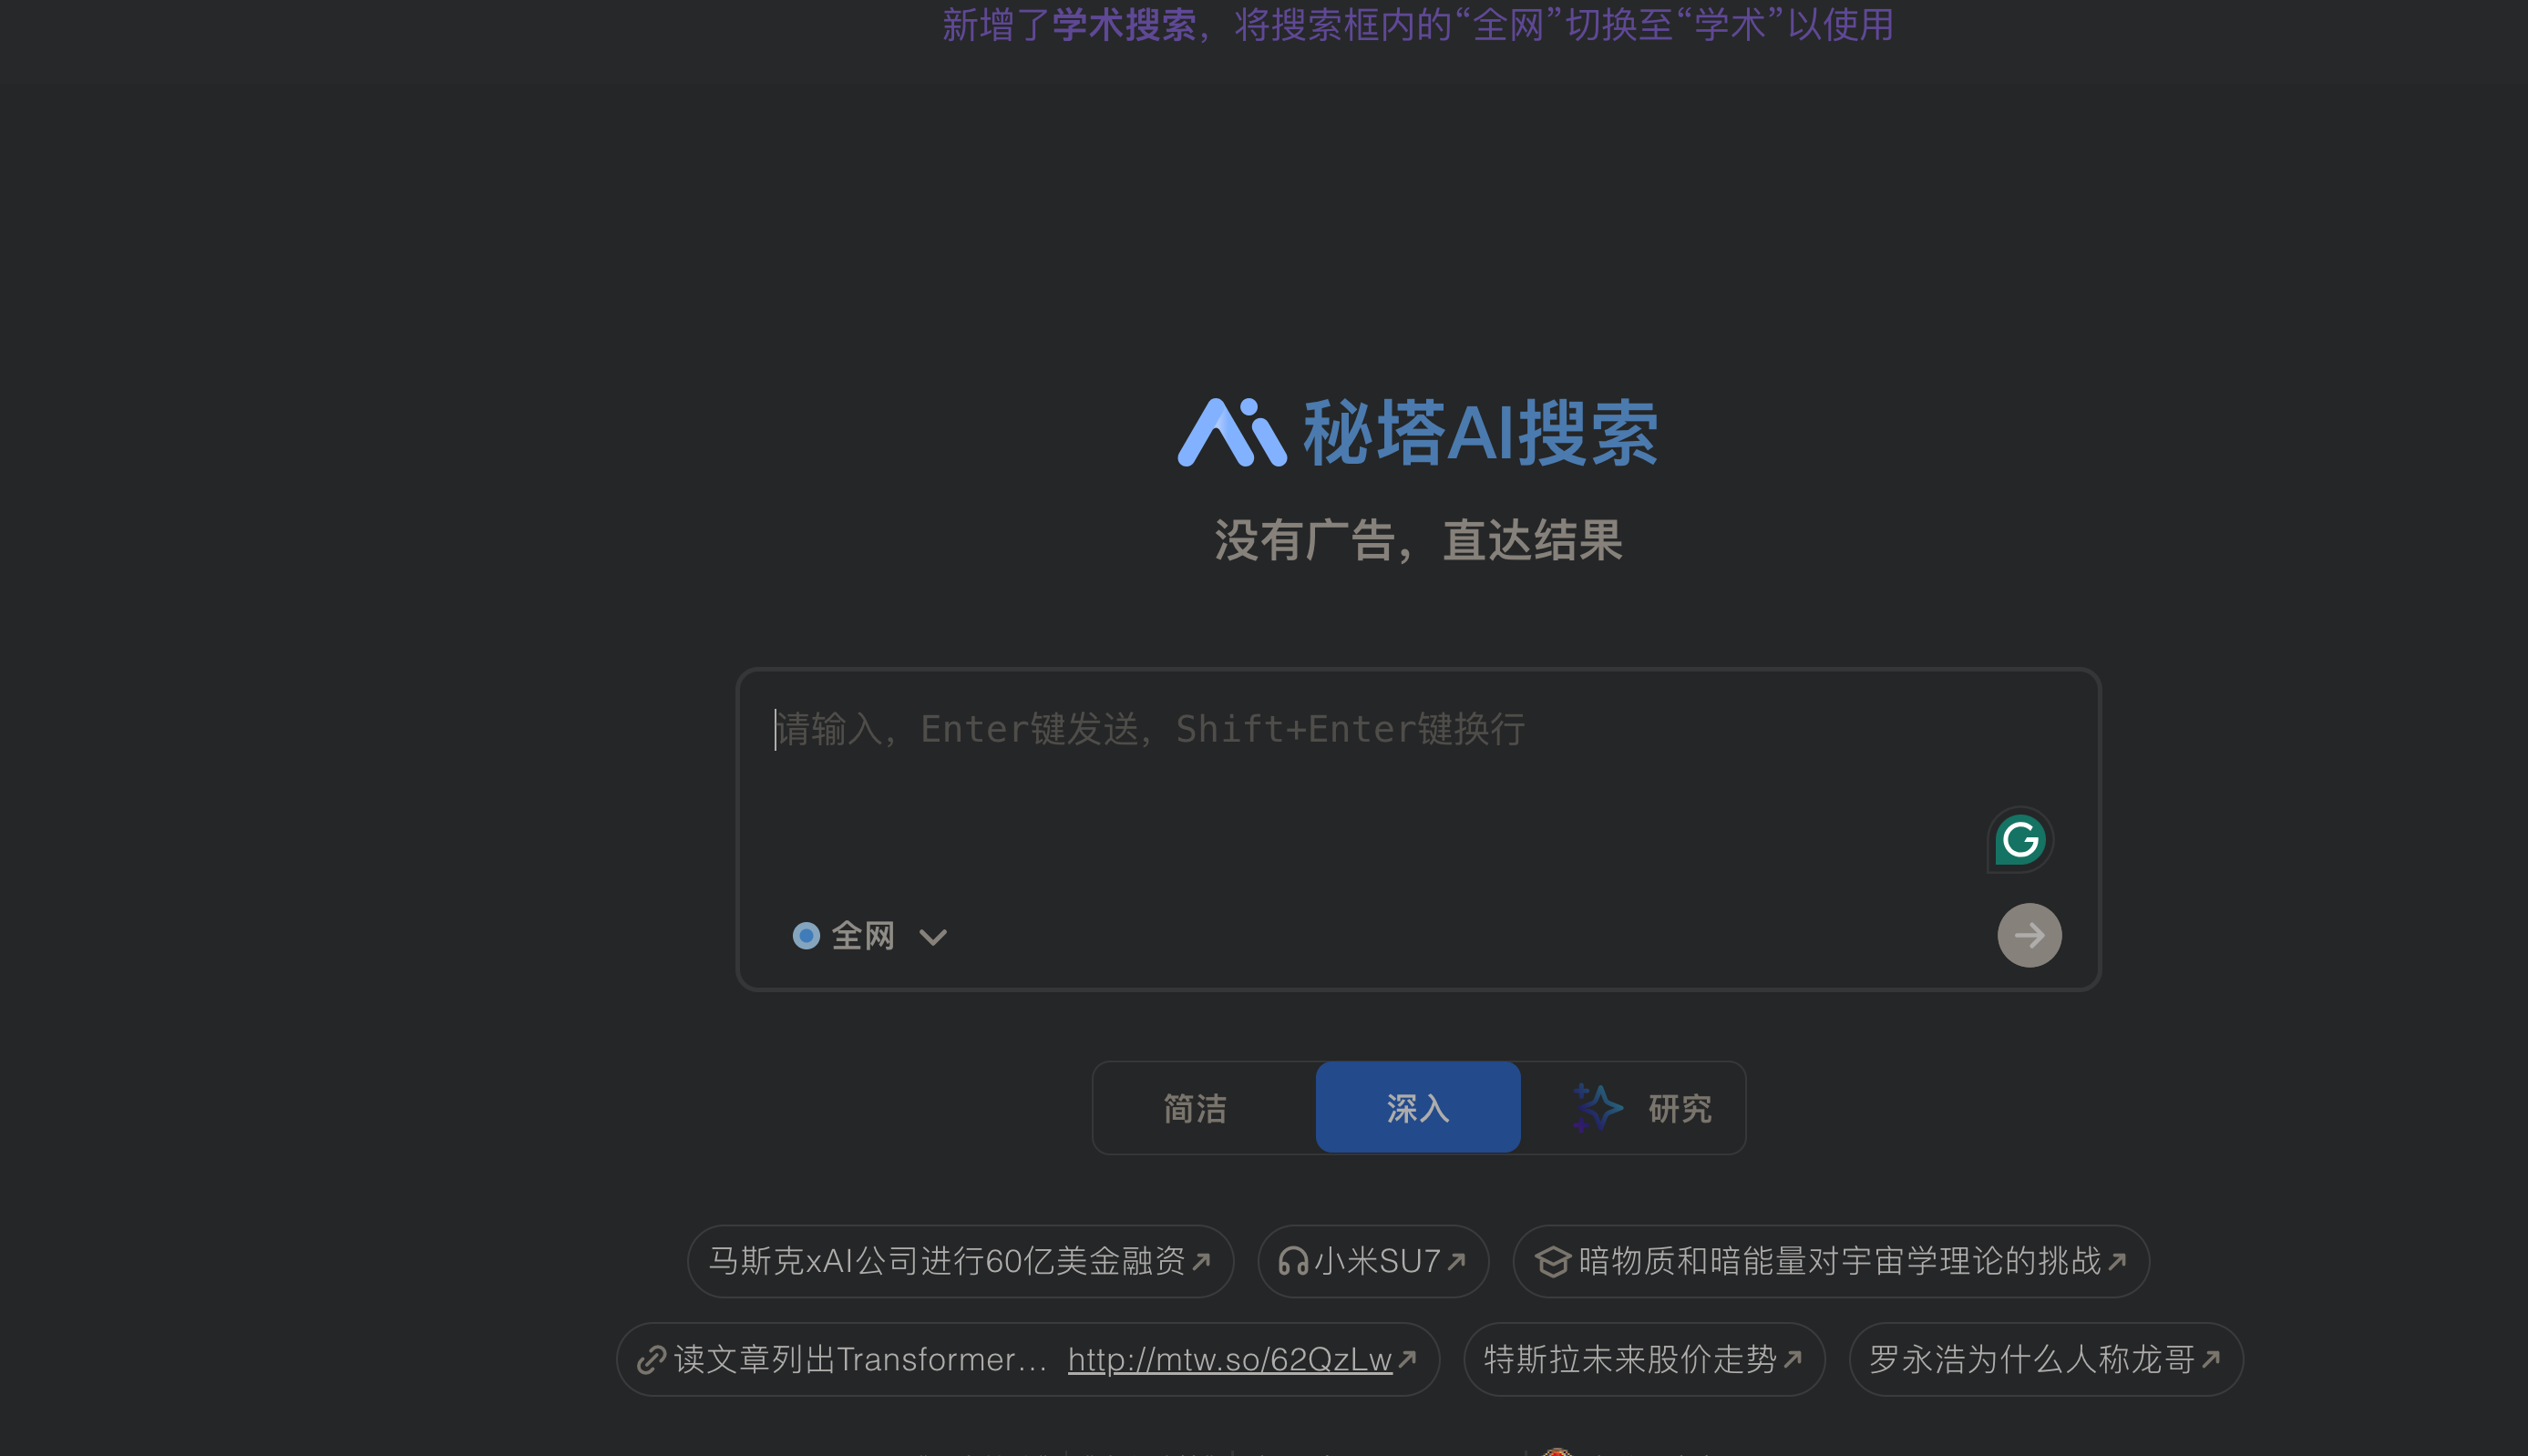 新增了学术搜索，将搜索框内的“全网”切换至“学术”以使用
秘塔AI搜索
没有广告，直达结果
请输入，Enter键发送，Shift+Enter键换行
全网
简洁 深入 研究
马斯克xAI公司进行60亿美金融资 小米SU7 暗物质和暗能量对宇宙学理论的挑战
读文章列出Transformer... http://mtw.so/62QzLw 特斯拉未来股价走势 罗永浩为什么人称龙哥